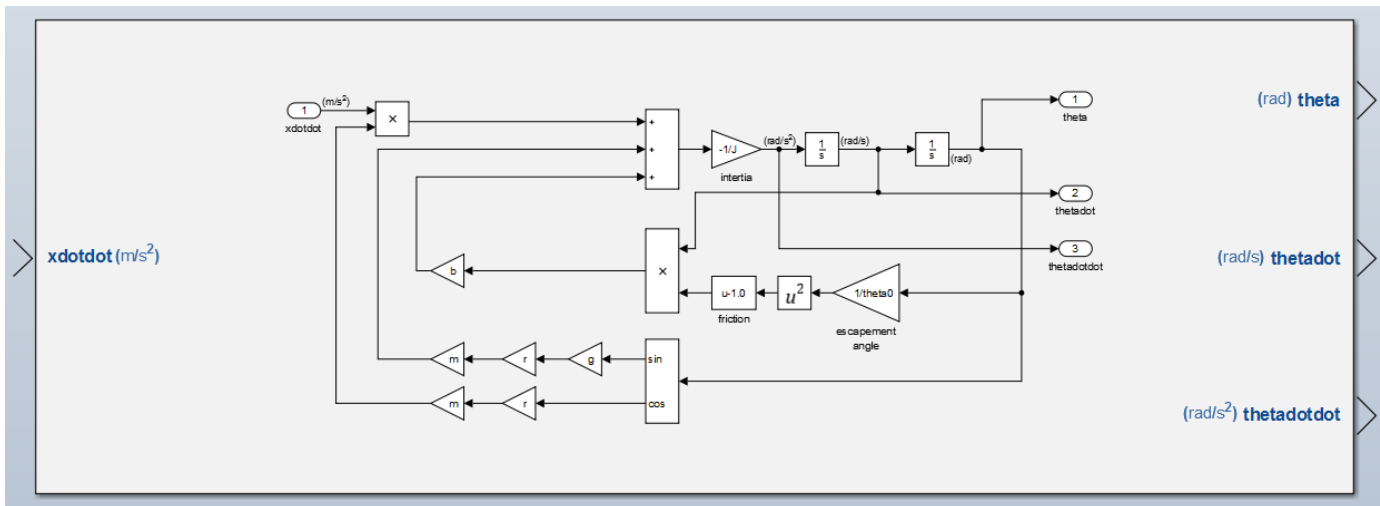 (rad) theta
1
(m/s²)
xdotdot
×
+
+
+
-1/J
intertia
(rad/s²)
1
s
(rad/s)
1
s
(rad)
1
theta
2
thetadot
3
thetadotdot
xdotdot (m/s²)
(rad/s) thetadot
b
×
u-1.0
friction
u²
1/theta0
escapement
angle
m
r
g
sin
m
r
cos
(rad/s²) thetadotdot